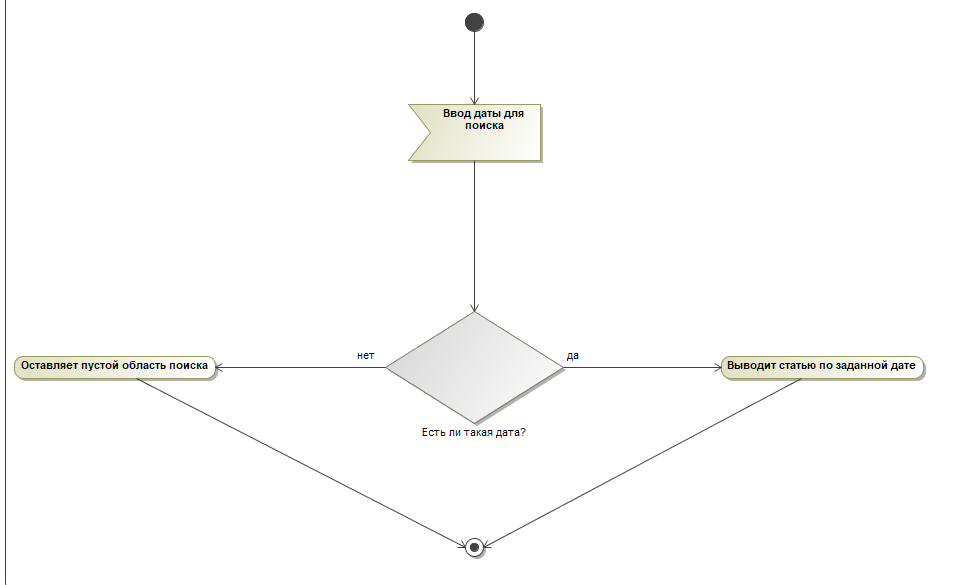 Ввод даты для
поиска
нет
да
Оставляет пустой область поиска
Выводит статью по заданной дате
Есть ли такая дата?